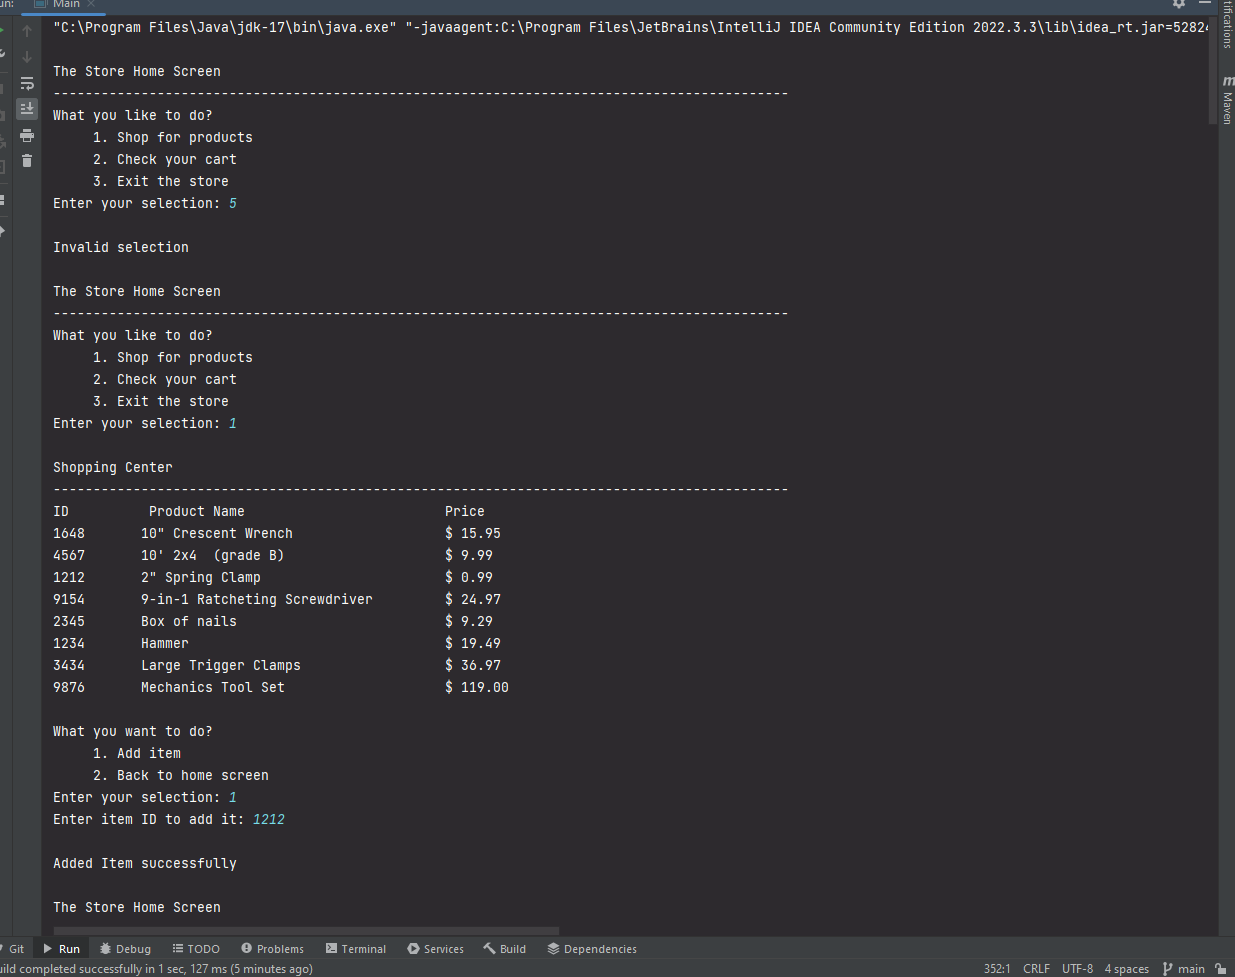 un: Main
"C:\Program Files\Java\jdk-17\bin\java.exe" "-javaagent:C:\Program Files\JetBrains\IntelliJ IDEA Community Edition 2022.3.3\lib\idea_rt.jar=52824
The Store Home Screen
--------------------------------------------------------------------------------------------
What you like to do?
1. Shop for products
2. Check your cart
3. Exit the store
Enter your selection: 5
Invalid selection
The Store Home Screen
--------------------------------------------------------------------------------------------
What you like to do?
1. Shop for products
2. Check your cart
3. Exit the store
Enter your selection: 1
Shopping Center
--------------------------------------------------------------------------------------------
ID Product Name Price
1648 10" Crescent Wrench $ 15.95
4567 10' 2x4  (grade B) $ 9.99
1212 2" Spring Clamp $ 0.99
9154 9-in-1 Ratcheting Screwdriver $ 24.97
2345 Box of nails $ 9.29
1234 Hammer $ 19.49
3434 Large Trigger Clamps $ 36.97
9876 Mechanics Tool Set $ 119.00
What you want to do?
1. Add item
2. Back to home screen
Enter your selection: 1
Enter item ID to add it: 1212
Added Item successfully
The Store Home Screen
tifications
Maven
Git Run Debug TODO Problems Terminal Services Build Dependencies
uild completed successfully in 1 sec, 127 ms (5 minutes ago) 352:1 CRLF UTF-8 4 spaces main